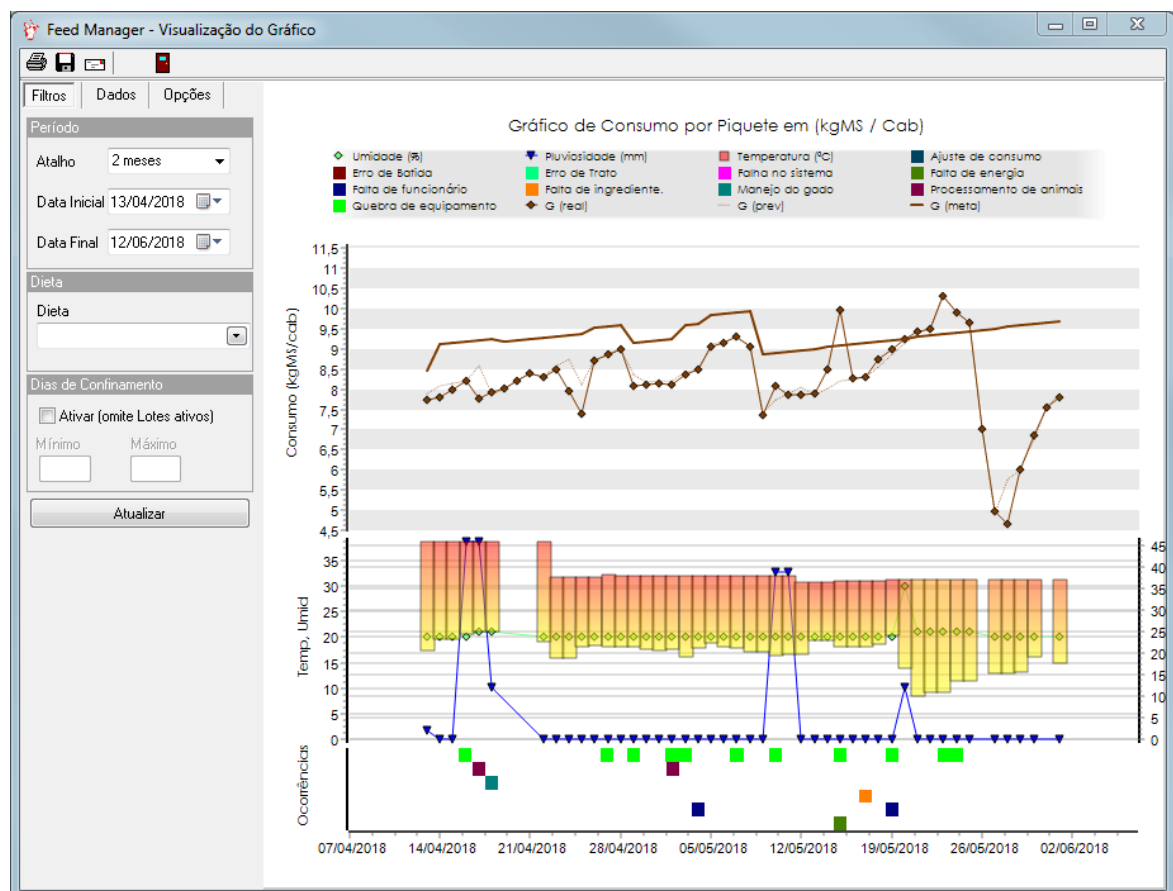 Feed Manager - Visualização do Gráfico
Filtros Dados Opções
Período
Atalho 2 meses
Data Inicial 13/04/2018
Data Final 12/06/2018
Dieta
Dieta
Dias de Confinamento
Ativar (omite Lotes ativos)
Mínimo Máximo
Atualizar
Gráfico de Consumo por Piquete em (kgMS / Cab)
Umidade (%) Pluviosidade (mm) Temperatura (ºC) Ajuste de consumo
Erro de Batida Erro de Trato Falha no sistema Falta de energia
Falta de funcionário Falta de ingrediente. Manejo do gado Processamento de animais
Quebra de equipamento G (real) G (prev) G (meta)
Consumo (kgMS/cab)
11,5
11
10,5
10
9,5
9
8,5
8
7,5
7
6,5
6
5,5
5
4,5
Temp, Umid
35
30
25
20
15
10
5
0
45
40
35
30
25
20
15
10
5
0
Ocorrências
07/04/2018 14/04/2018 21/04/2018 28/04/2018 05/05/2018 12/05/2018 19/05/2018 26/05/2018 02/06/2018